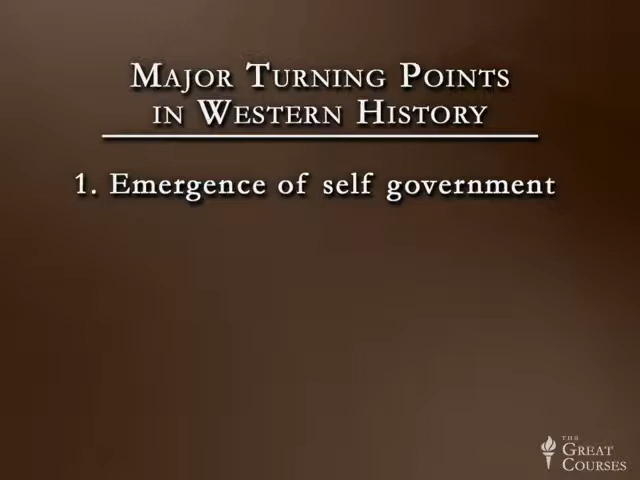 MAJOR TURNING POINTS
IN WESTERN HISTORY
1. Emergence of self government
THE
GREAT
COURSES